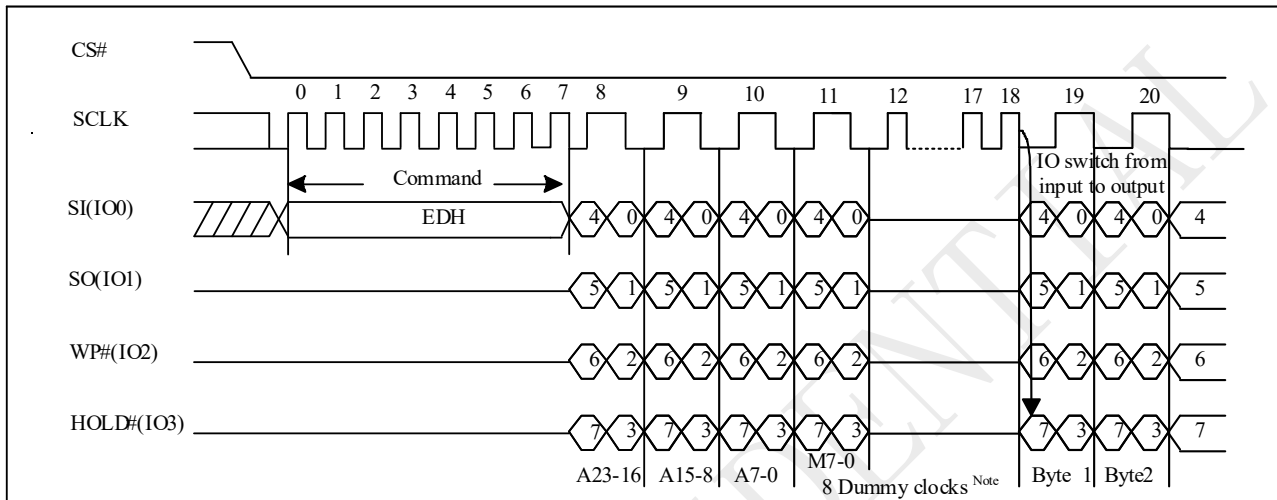 CS#
0 1 2 3 4 5 6 7 8 9 10 11 12 17 18 19 20
SCLK
IO switch from
input to output
Command
SI(IO0) EDH 4 0 4 0 4 0 4 0 4 0 4 0 4
SO(IO1) 5 1 5 1 5 1 5 1 5 1 5 1 5
WP#(IO2) 6 2 6 2 6 2 6 2 6 2 6 2 6
HOLD#(IO3) 7 3 7 3 7 3 7 3 7 3 7 3 7
A23-16 A15-8 A7-0 M7-0 Byte 1 Byte2
8 Dummy clocks Note
DENTIAL